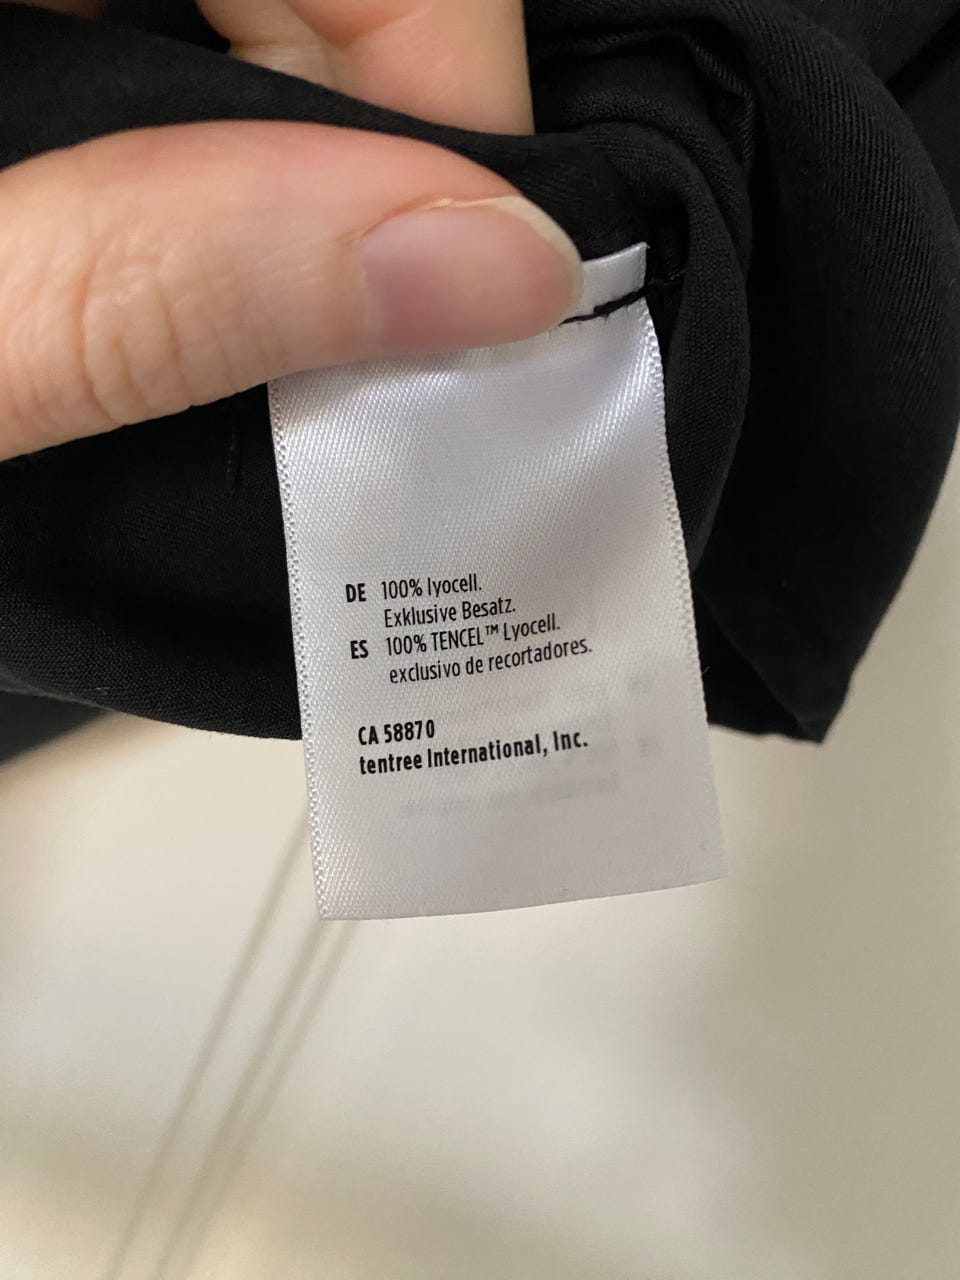 DE 100% lyocell.
Exklusive Besatz.
ES 100% TENCEL™ Lyocell.
exclusivo de recortadores.
CA 58870
tentree International, Inc.